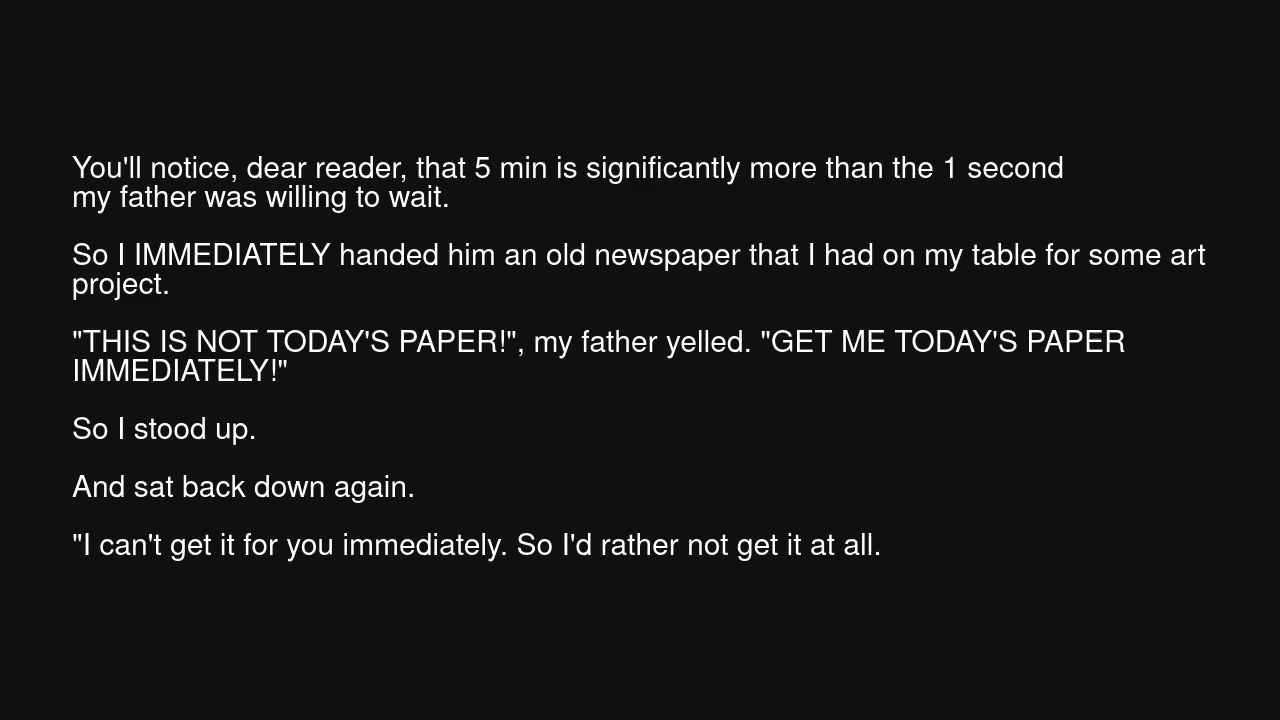 You'll notice, dear reader, that 5 min is significantly more than the 1 second
my father was willing to wait.
So I IMMEDIATELY handed him an old newspaper that I had on my table for some art
project.
"THIS IS NOT TODAY'S PAPER!", my father yelled. "GET ME TODAY'S PAPER
IMMEDIATELY!"
So I stood up.
And sat back down again.
"I can't get it for you immediately. So I'd rather not get it at all.